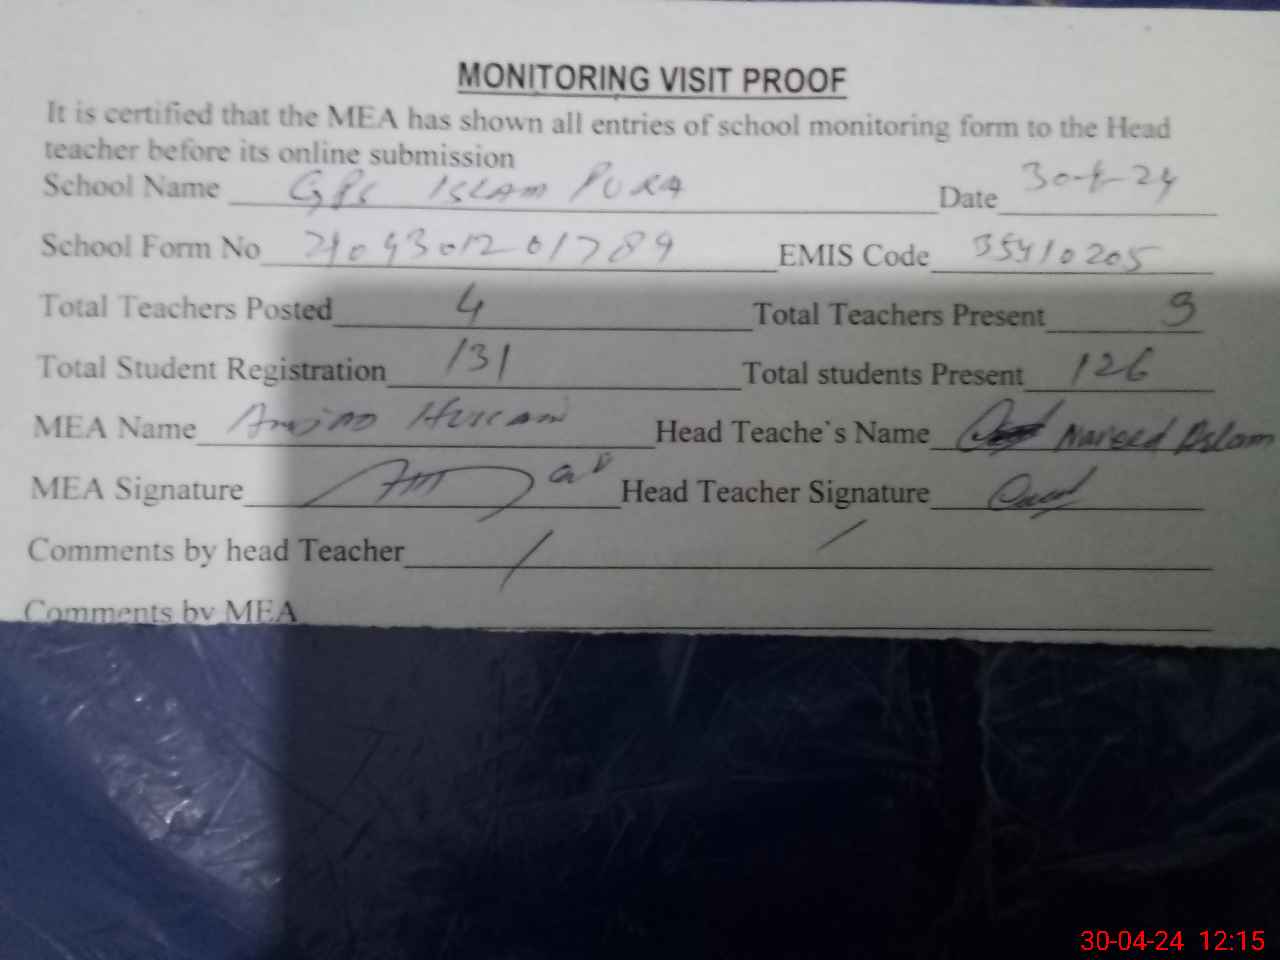 MONITORING VISIT PROOF
It is certified that the MEA has shown all entries of school monitoring form to the Head
teacher before its online submission
School Name GPS ISLAM PURA Date 30-4-24
School Form No EMIS Code 35410205
Total Teachers Posted 4 Total Teachers Present 3
Total Student Registration 131 Total students Present 126
MEA Name Hussain Head Teache`s Name Naveed Aslam
MEA Signature Head Teacher Signature
Comments by head Teacher / /
Comments by MEA
30-04-24 12:15